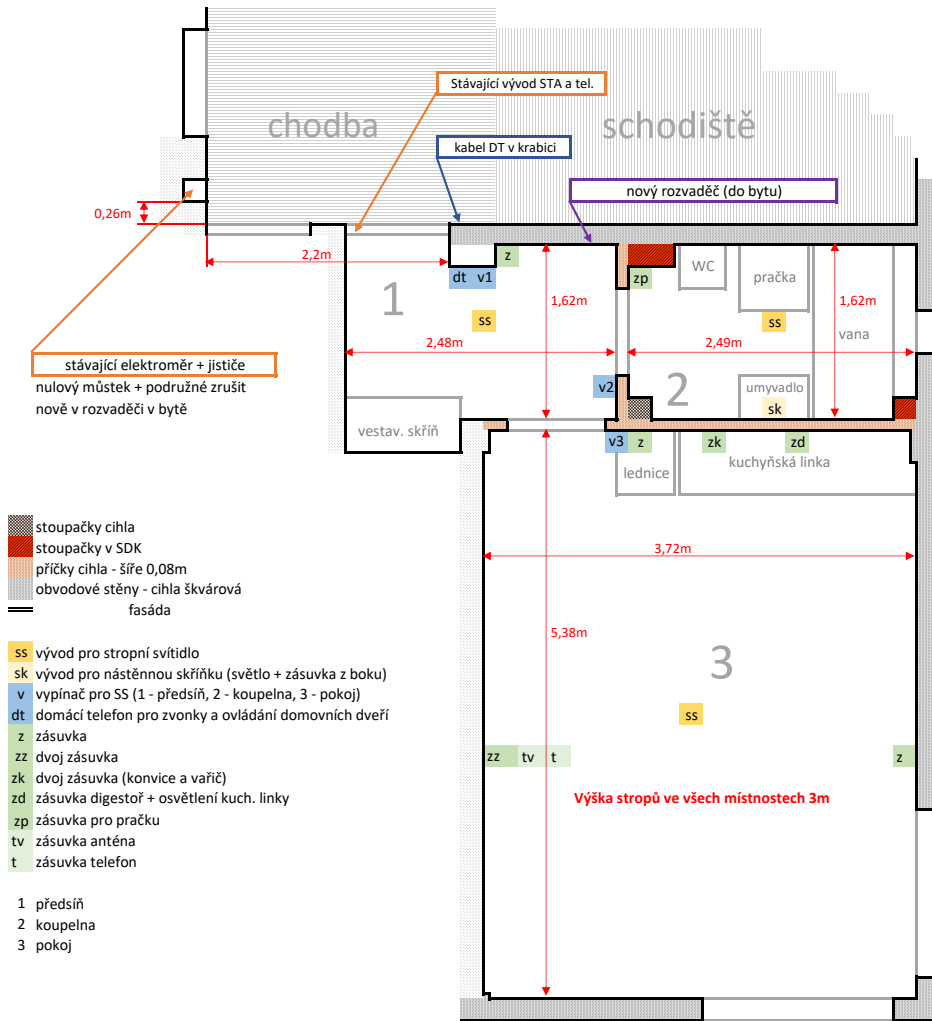 Stávající vývod STA a tel.
chodba
schodiště
kabel DT v krabici
nový rozvaděč (do bytu)
0,26m
2,2m
z
dt v1
zp
WC
pračka
1
1,62m
1,62m
ss
ss
vana
2,48m
2,49m
stávající elektroměr + jističe
nulový můstek + podružné zrušit
nově v rozvaděči v bytě
v2
2
umyvadlo
sk
vestav. skříň
v3
z
zk
zd
lednice
kuchyňská linka
stoupačky cihla
stoupačky v SDK
příčky cihla - šíře 0,08m
obvodové stěny - cihla škvárová
fasáda
3,72m
5,38m
3
ss vývod pro stropní svítidlo
sk vývod pro nástěnnou skříňku (světlo + zásuvka z boku)
v vypínač pro SS (1 - předsíň, 2 - koupelna, 3 - pokoj)
dt domácí telefon pro zvonky a ovládání domovních dveří
z zásuvka
zz dvoj zásuvka
zk dvoj zásuvka (konvice a vařič)
zd zásuvka digestoř + osvětlení kuch. linky
zp zásuvka pro pračku
tv zásuvka anténa
t zásuvka telefon
ss
zz tv t
z
Výška stropů ve všech místnostech 3m
1 předsíň
2 koupelna
3 pokoj